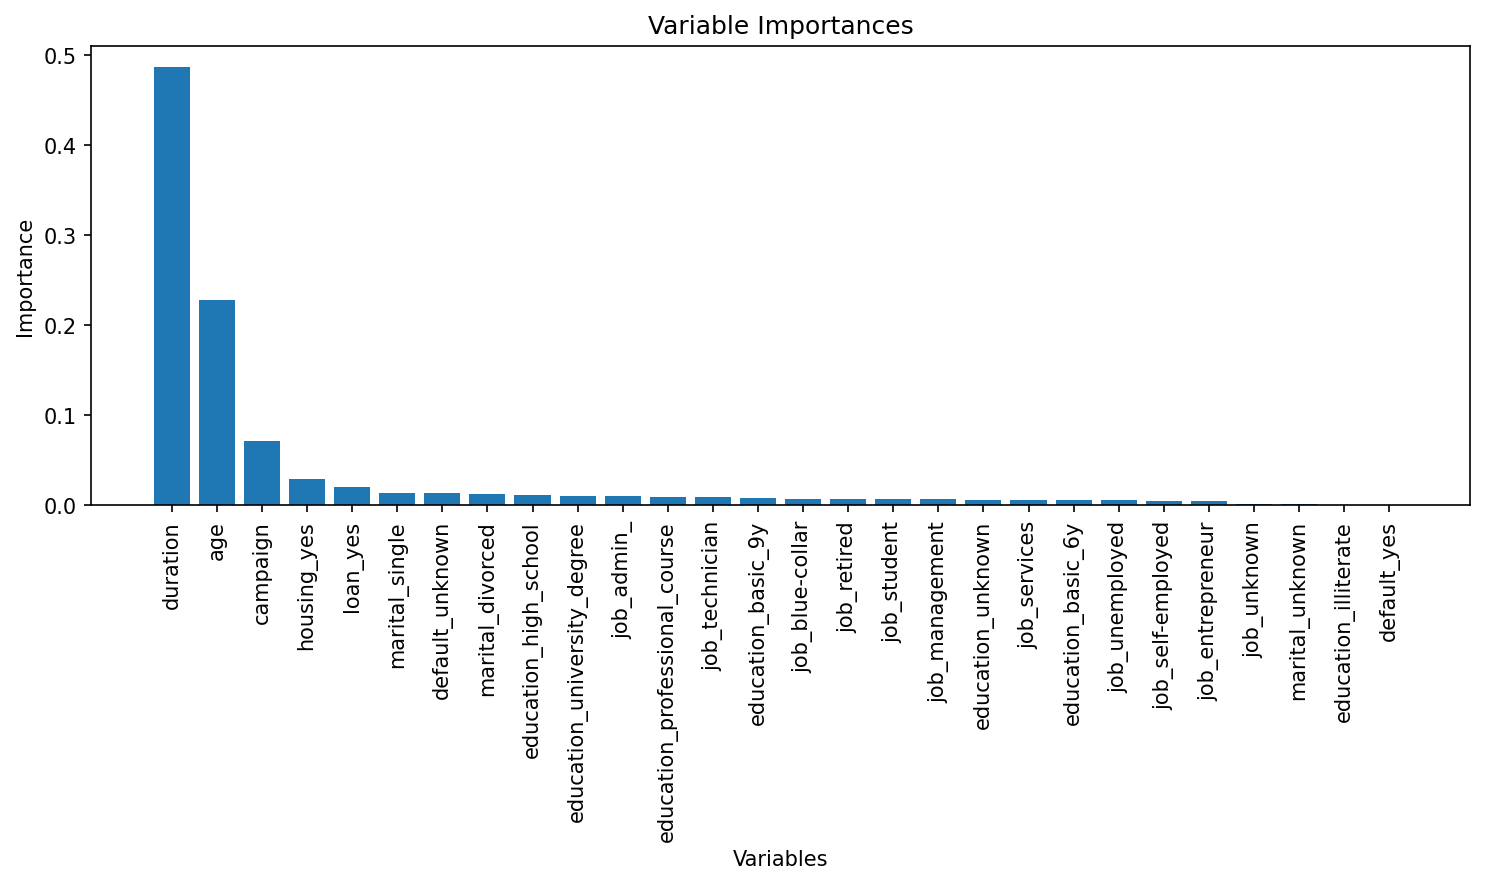 Variable Importances
0.5
0.4
0.3
0.2
0.1
0.0
Importance
duration
age
campaign
housing_yes
loan_yes
marital_single
default_unknown
marital_divorced
education_high_school
education_university_degree
job_admin_
education_professional_course
job_technician
education_basic_9y
job_blue-collar
job_retired
job_student
job_management
education_unknown
job_services
education_basic_6y
job_unemployed
job_self-employed
job_entrepreneur
job_unknown
marital_unknown
education_illiterate
default_yes
Variables